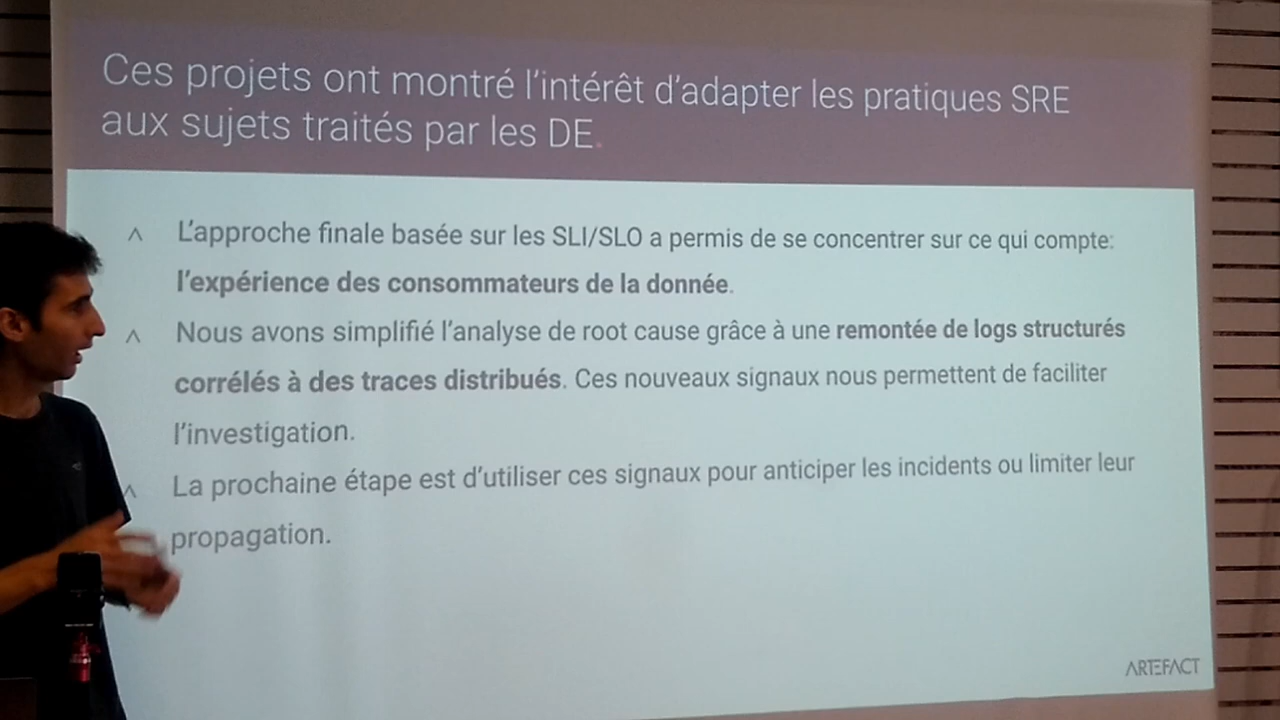 Ces projets ont montré l'intérêt d'adapter les pratiques SRE
aux sujets traités par les DE.
^ L'approche finale basée sur les SLI/SLO a permis de se concentrer sur ce qui compte:
l'expérience des consommateurs de la donnée.
^ Nous avons simplifié l'analyse de root cause grâce à une remontée de logs structurés
corrélés à des traces distribués. Ces nouveaux signaux nous permettent de faciliter
l'investigation.
^ La prochaine étape est d'utiliser ces signaux pour anticiper les incidents ou limiter leur
propagation.
ARTEFACT